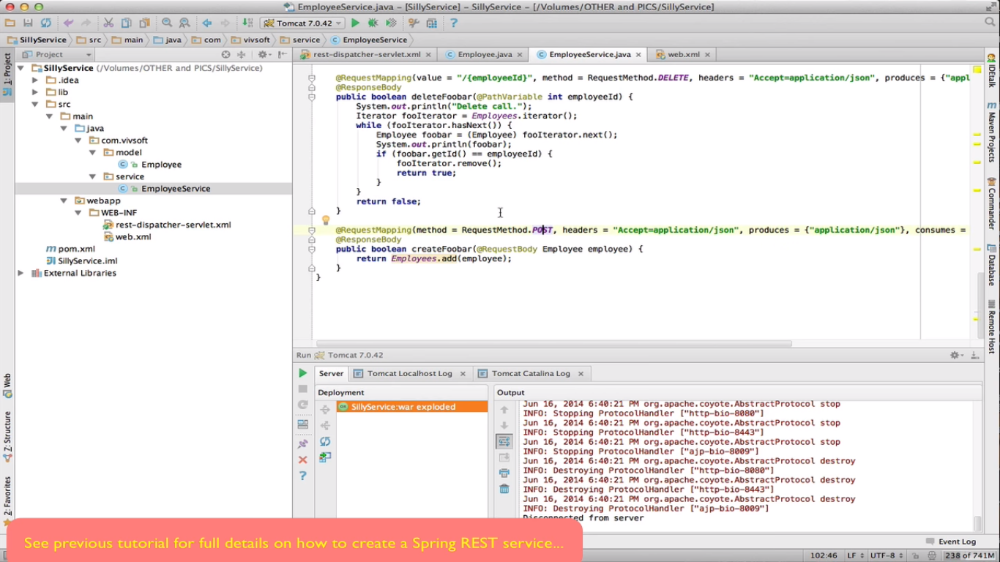 EmployeeService.java – [SillyService] – SillyService – [/Volumes/OTHER and PICS/SillyService]
Tomcat 7.0.42
SillyService src main java com vivsoft service EmployeeService
1: Project
Project
SillyService (/Volumes/OTHER and PICS/SillyService)
.idea
lib
src
main
java
com.vivsoft
model
Employee
service
EmployeeService
webapp
WEB-INF
rest-dispatcher-servlet.xml
web.xml
pom.xml
SillyService.iml
External Libraries
Web
Z: Structure
2: Favorites
rest-dispatcher-servlet.xml Employee.java EmployeeService.java web.xml
@RequestMapping(value = "/{employeeId}", method = RequestMethod.DELETE, headers = "Accept=application/json", produces = {"appl
@ResponseBody
public boolean deleteFoobar(@PathVariable int employeeId) {
System.out.println("Delete call.");
Iterator fooIterator = Employees.iterator();
while (fooIterator.hasNext()) {
Employee foobar = (Employee) fooIterator.next();
System.out.println(foobar);
if (foobar.getId() == employeeId) {
fooIterator.remove();
return true;
}
}
return false;
}
@RequestMapping(method = RequestMethod.POST, headers = "Accept=application/json", produces = {"application/json"}, consumes =
@ResponseBody
public boolean createFoobar(@RequestBody Employee employee) {
return Employees.add(employee);
}
}
IDEtalk
Maven Projects
Commander
Database
Remote Host
Run Tomcat 7.0.42
Server Tomcat Localhost Log Tomcat Catalina Log
Deployment
SillyService:war exploded
Output
Jun 16, 2014 6:40:21 PM org.apache.coyote.AbstractProtocol stop
INFO: Stopping ProtocolHandler ["http-bio-8080"]
Jun 16, 2014 6:40:21 PM org.apache.coyote.AbstractProtocol stop
INFO: Stopping ProtocolHandler ["http-bio-8443"]
Jun 16, 2014 6:40:21 PM org.apache.coyote.AbstractProtocol stop
INFO: Stopping ProtocolHandler ["ajp-bio-8009"]
Jun 16, 2014 6:40:21 PM org.apache.coyote.AbstractProtocol destroy
INFO: Destroying ProtocolHandler ["http-bio-8080"]
Jun 16, 2014 6:40:21 PM org.apache.coyote.AbstractProtocol destroy
INFO: Destroying ProtocolHandler ["http-bio-8443"]
Jun 16, 2014 6:40:21 PM org.apache.coyote.AbstractProtocol destroy
INFO: Destroying ProtocolHandler ["ajp-bio-8009"]
Disconnected from server
See previous tutorial for full details on how to create a Spring REST service...
Event Log
102:46 LF UTF-8 238 of 741M